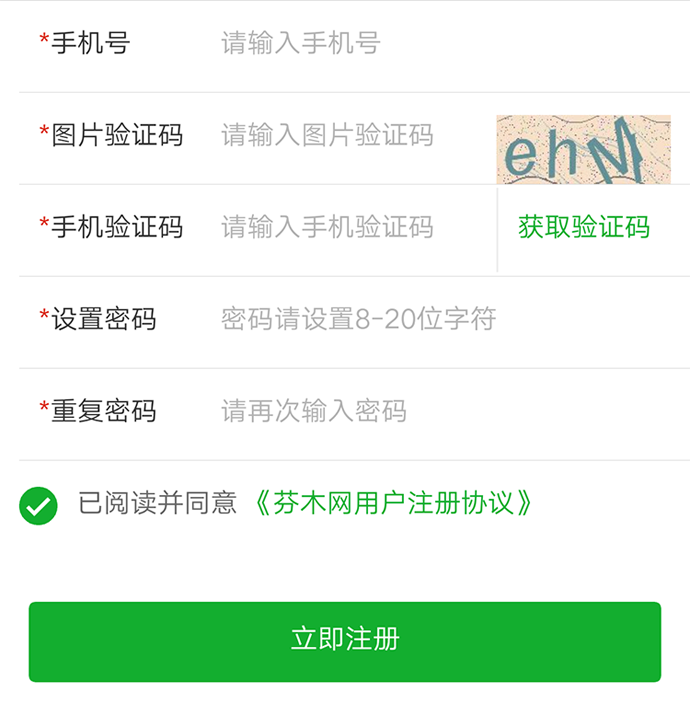 *手机号 请输入手机号
*图片验证码 请输入图片验证码 ehM
*手机验证码 请输入手机验证码 获取验证码
*设置密码 密码请设置8-20位字符
*重复密码 请再次输入密码
已阅读并同意《芬木网用户注册协议》
立即注册